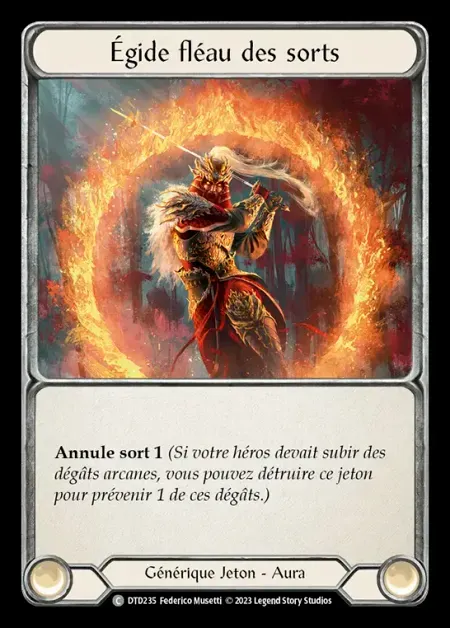 Égide fléau des sorts
Annule sort 1 (Si votre héros devait subir des
dégâts arcanes, vous pouvez détruire ce jeton
pour prévenir 1 de ces dégâts.)
Générique Jeton - Aura
C DTD235 Federico Musetti © 2023 Legend Story Studios